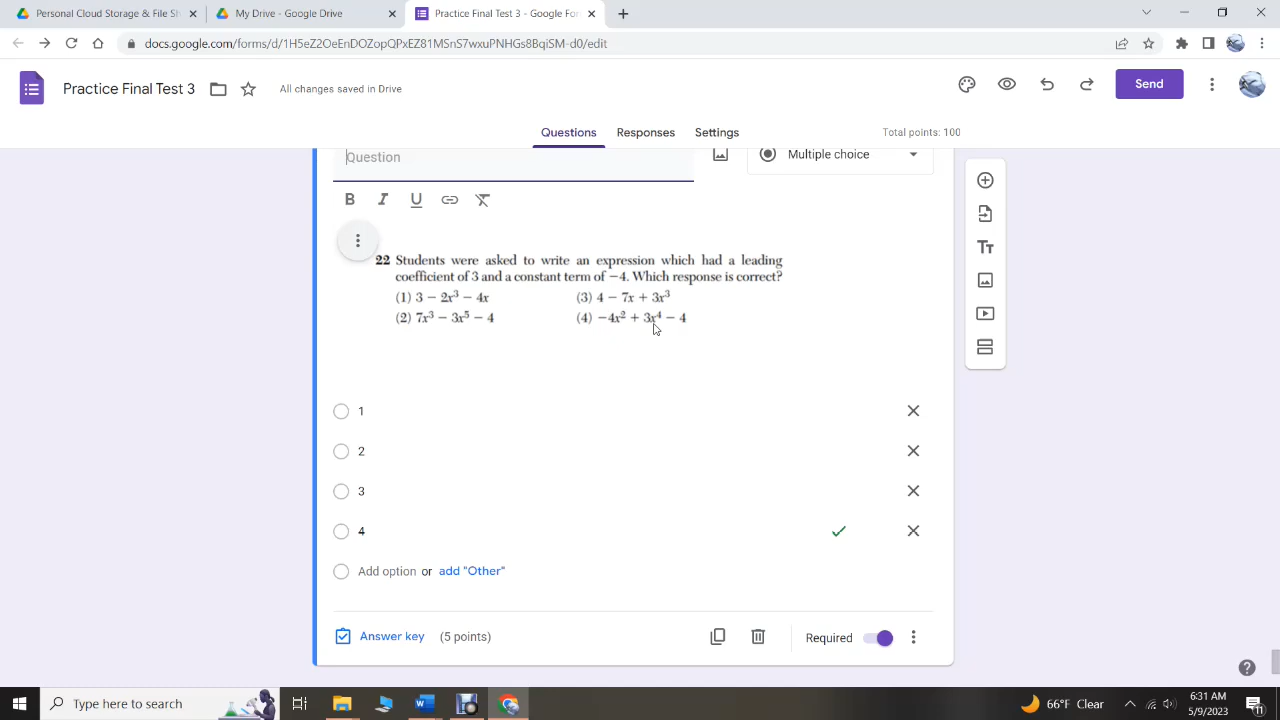 Personal Cloud Storage & File Sh
My Drive - Google Drive
Practice Final Test 3 - Google For
docs.google.com/forms/d/1H5eZ2OeEnDOZopQPxEZ81MSnS7wxuPNHGs8BqiSM-d0/edit
Practice Final Test 3
All changes saved in Drive
Send
Questions
Responses
Settings
Total points: 100
Question
Multiple choice
B I U
22 Students were asked to write an expression which had a leading
coefficient of 3 and a constant term of −4. Which response is correct?
(1) 3 − 2x³ − 4x (3) 4 − 7x + 3x³
(2) 7x³ − 3x⁵ − 4 (4) −4x² + 3x⁴ − 4
1
2
3
4
Add option or add "Other"
Answer key (5 points)
Required
Type here to search
66°F Clear
6:31 AM
5/9/2023
11